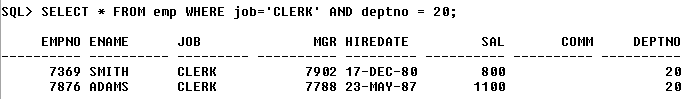 SQL> SELECT * FROM emp WHERE job='CLERK' AND deptno = 20;
EMPNO ENAME JOB MGR HIREDATE SAL COMM DEPTNO
---------- ---------- --------- ---------- --------- ---------- ---------- ----------
7369 SMITH CLERK 7902 17-DEC-80 800 20
7876 ADAMS CLERK 7788 23-MAY-87 1100 20